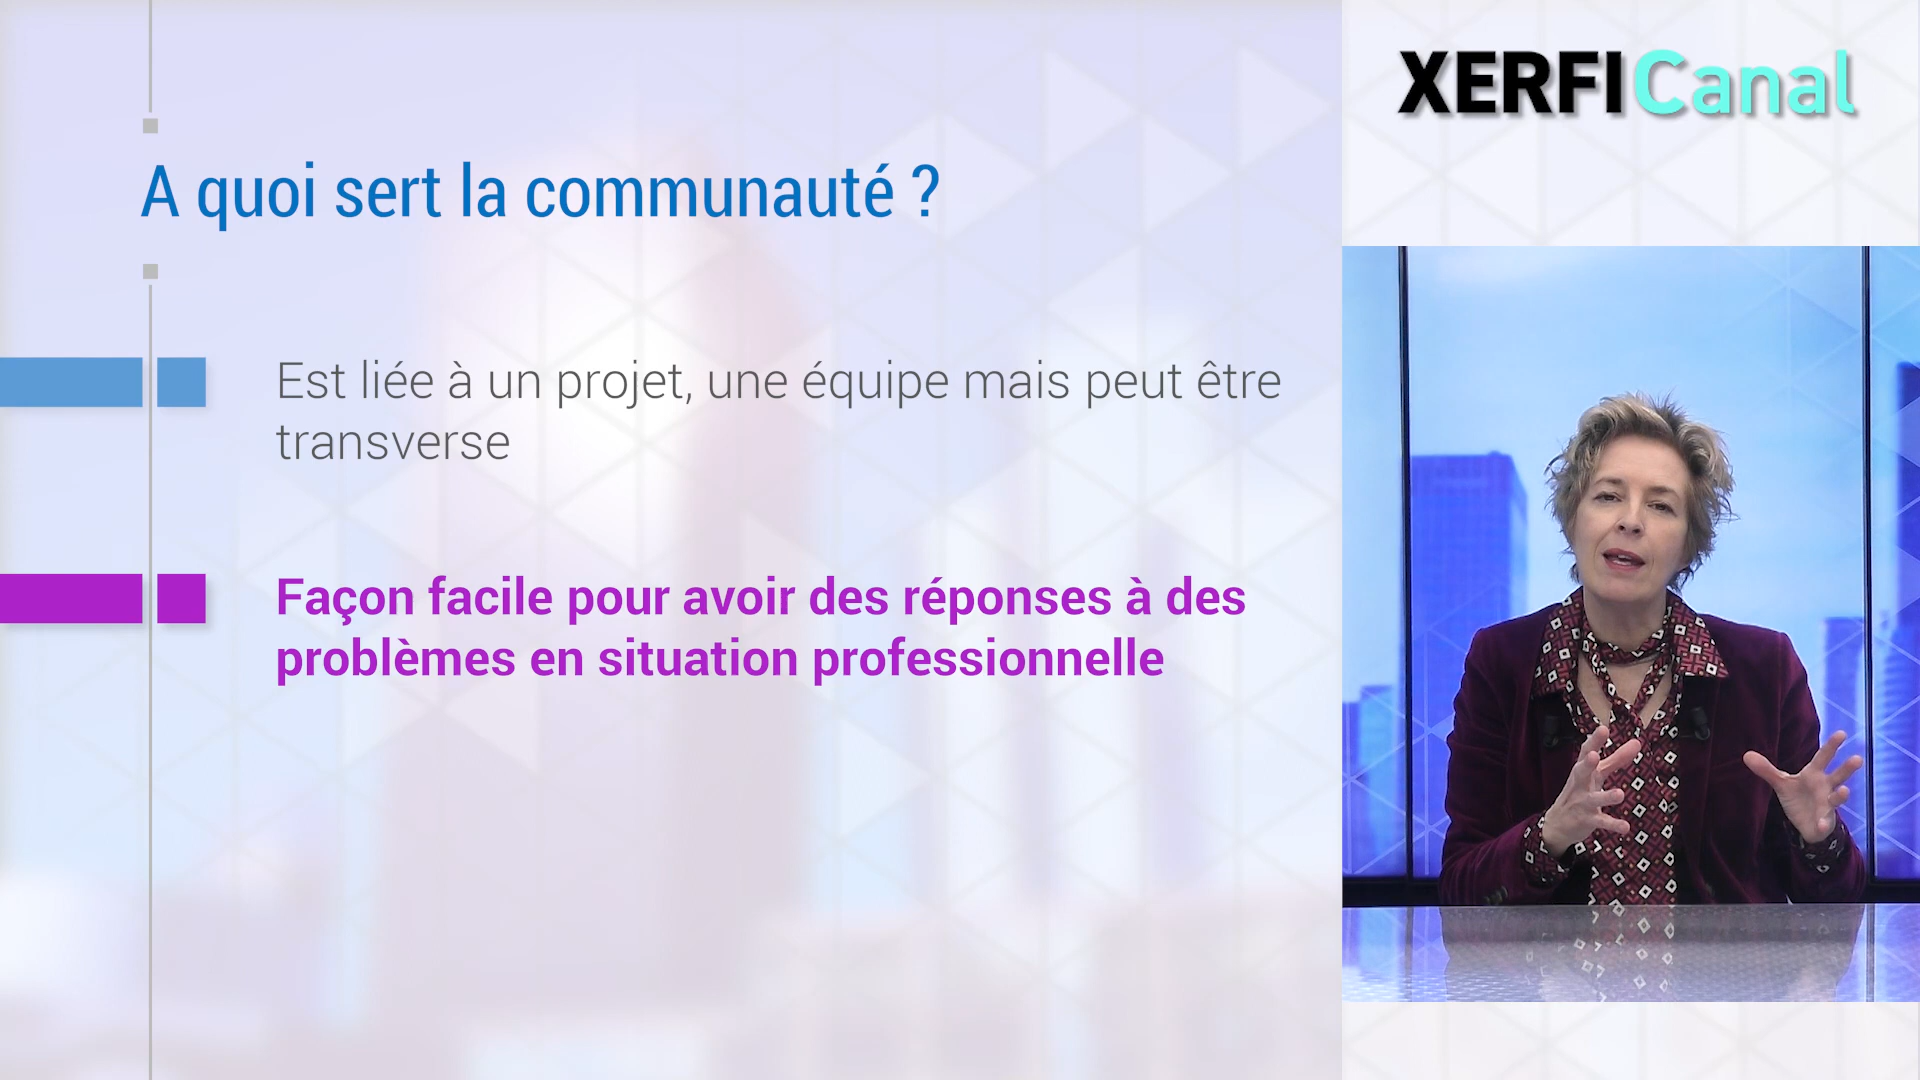 XERFI Canal
A quoi sert la communauté ?
Est liée à un projet, une équipe mais peut être
transverse
Façon facile pour avoir des réponses à des
problèmes en situation professionnelle